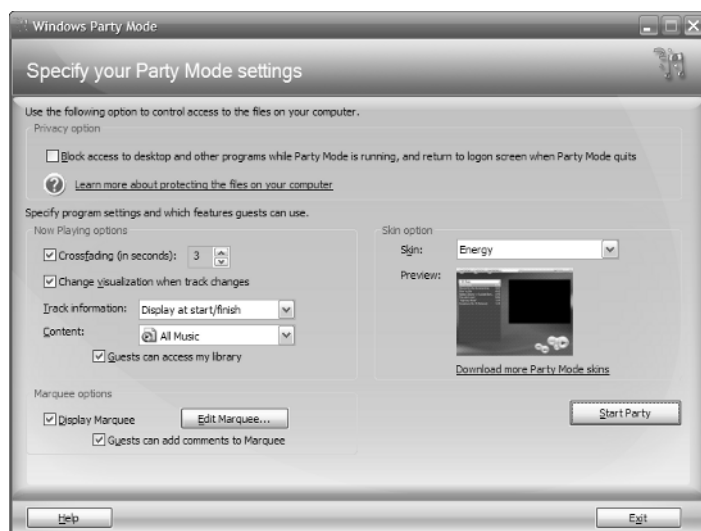 Windows Party Mode
Specify your Party Mode settings
Use the following option to control access to the files on your computer.
Privacy option
Block access to desktop and other programs while Party Mode is running, and return to logon screen when Party Mode quits
Learn more about protecting the files on your computer
Specify program settings and which features guests can use.
Now Playing options
Crossfading (in seconds): 3
Change visualization when track changes
Track information: Display at start/finish
Content: All Music
Guests can access my library
Skin option
Skin: Energy
Preview:
Download more Party Mode skins
Marquee options
Display Marquee Edit Marquee...
Guests can add comments to Marquee
Start Party
Help Exit